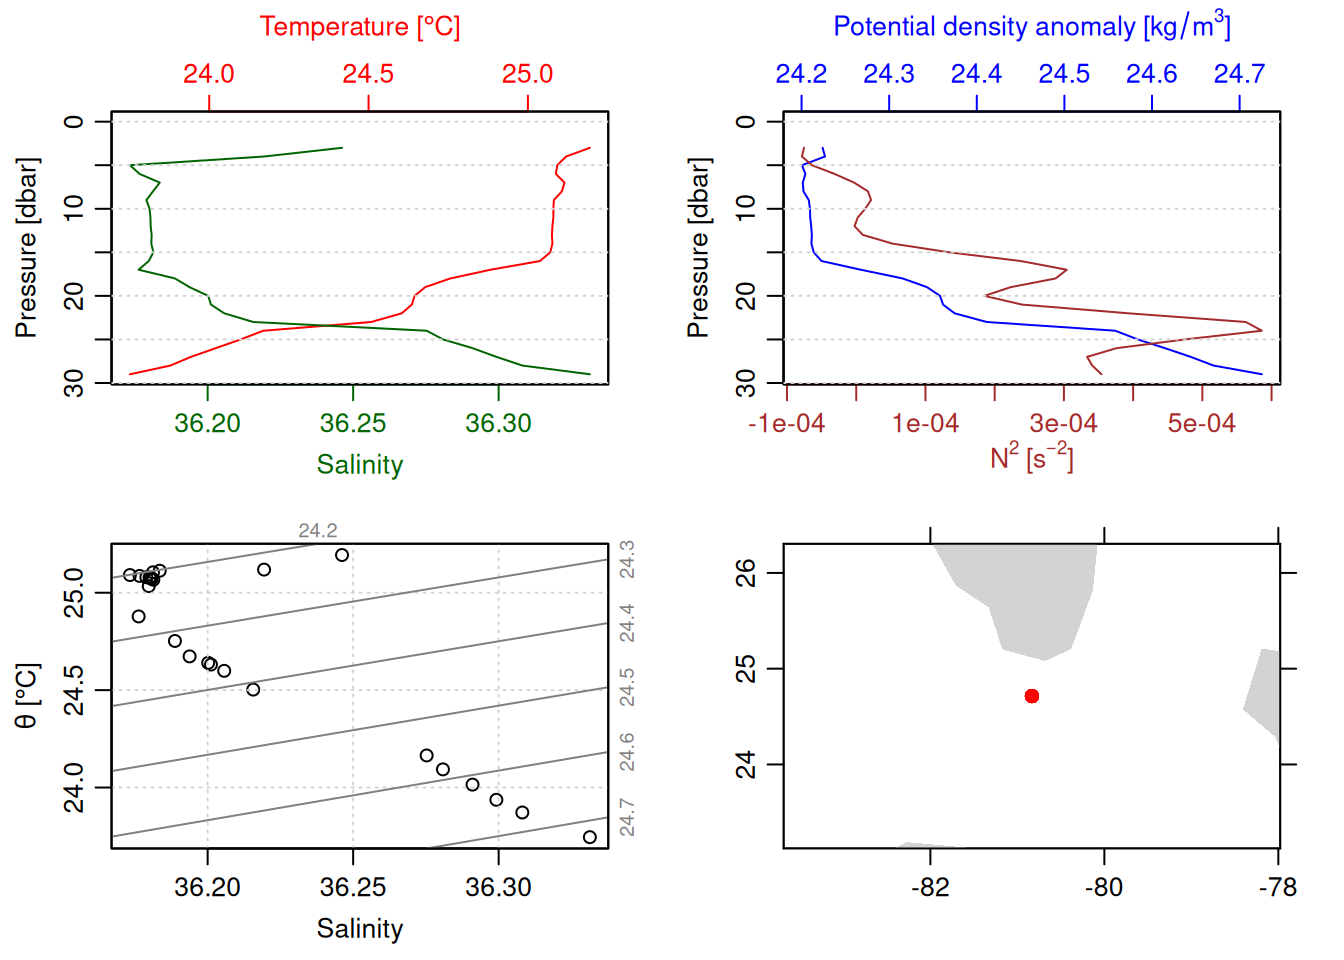 Temperature [°C]
24.0 24.5 25.0
0
10
20
30
Pressure [dbar]
36.20 36.25 36.30
Salinity
Potential density anomaly [kg/m³]
24.2 24.3 24.4 24.5 24.6 24.7
0
10
20
30
Pressure [dbar]
-1e-04 1e-04 3e-04 5e-04
N² [s⁻²]
24.2
24.3
24.4
24.5
24.6
24.7
25.0
24.5
24.0
θ [°C]
36.20 36.25 36.30
Salinity
26
25
24
-82 -80 -78